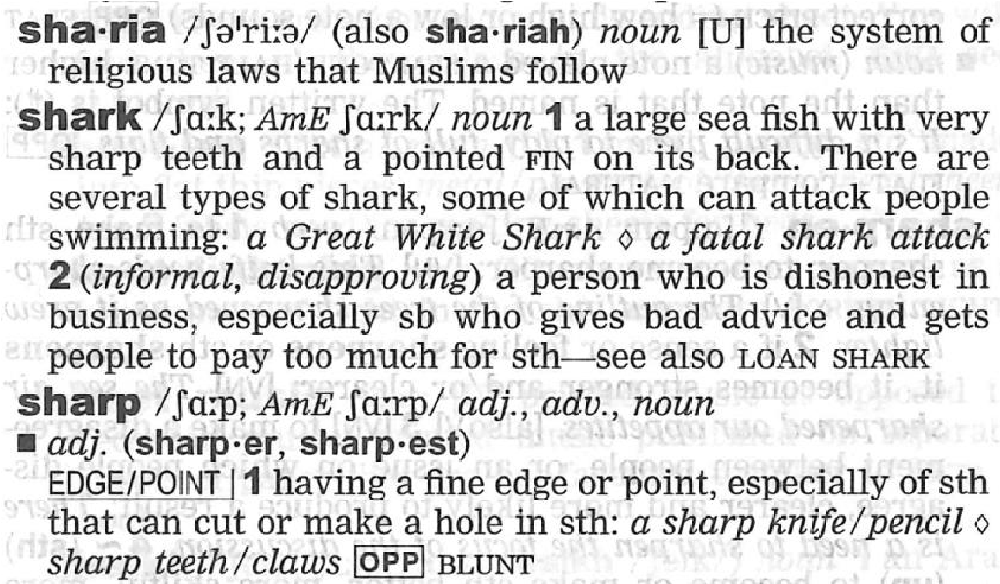 sha·ria /ʃəˈriːə/ (also sha·riah) noun [U] the system of
religious laws that Muslims follow
shark /ʃɑːk; AmE ʃɑːrk/ noun 1 a large sea fish with very
sharp teeth and a pointed FIN on its back. There are
several types of shark, some of which can attack people
swimming: a Great White Shark ◊ a fatal shark attack
2 (informal, disapproving) a person who is dishonest in
business, especially sb who gives bad advice and gets
people to pay too much for sth—see also LOAN SHARK
sharp /ʃɑːp; AmE ʃɑːrp/ adj., adv., noun
■ adj. (sharp·er, sharp·est)
EDGE/POINT | 1 having a fine edge or point, especially of sth
that can cut or make a hole in sth: a sharp knife/pencil ◊
sharp teeth/claws OPP BLUNT